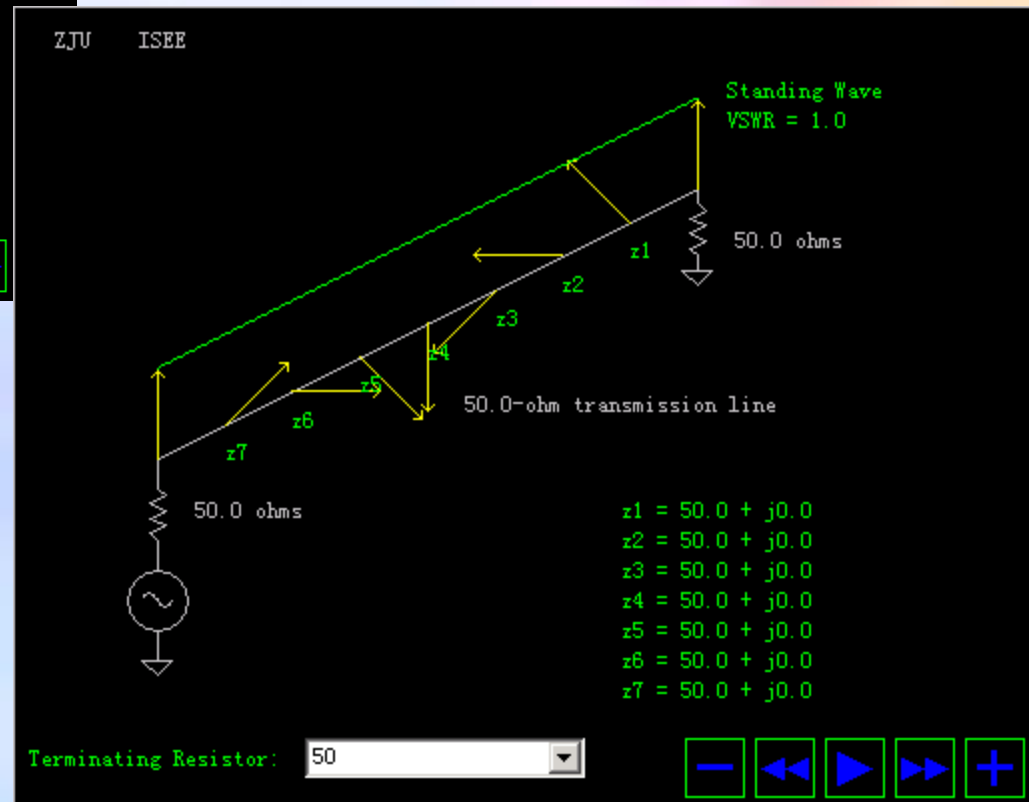 ZJU ISEE
Standing Wave
VSWR = 1.0
50.0 ohms
z1
z2
z3
z4
z5
z6
z7
50.0-ohm transmission line
50.0 ohms
z1 = 50.0 + j0.0
z2 = 50.0 + j0.0
z3 = 50.0 + j0.0
z4 = 50.0 + j0.0
z5 = 50.0 + j0.0
z6 = 50.0 + j0.0
z7 = 50.0 + j0.0
Terminating Resistor: 50